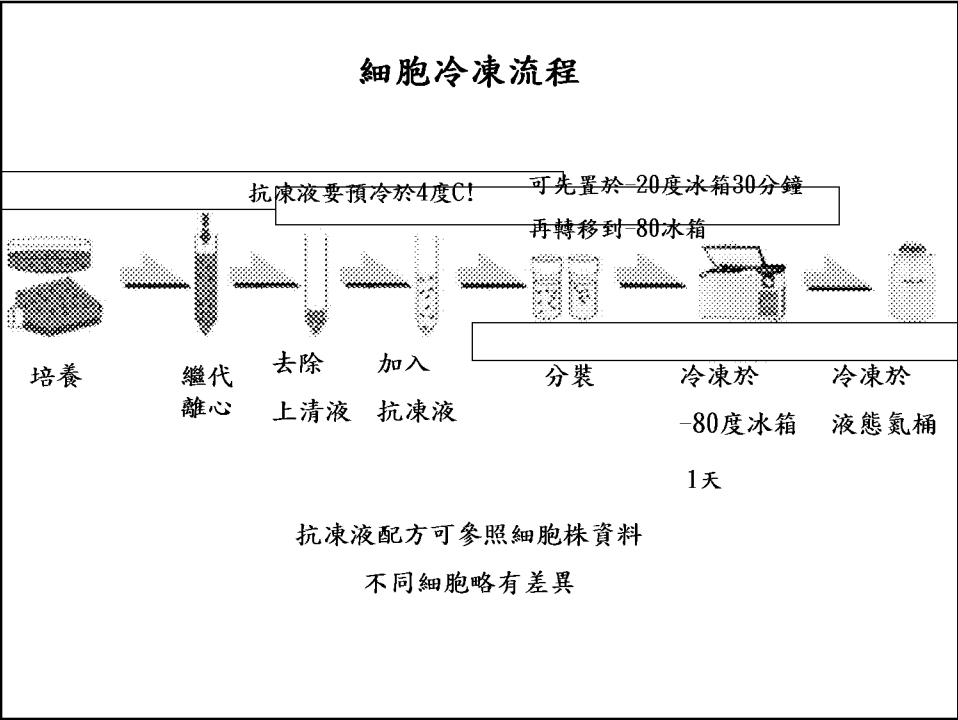 細胞冷凍流程
抗凍液要預冷於4度C!
可先置於-20度冰箱30分鐘
再轉移到-80冰箱
培養
繼代
離心
去除
上清液
加入
抗凍液
分裝
冷凍於
-80度冰箱
1天
冷凍於
液態氮桶
抗凍液配方可參照細胞株資料
不同細胞略有差異